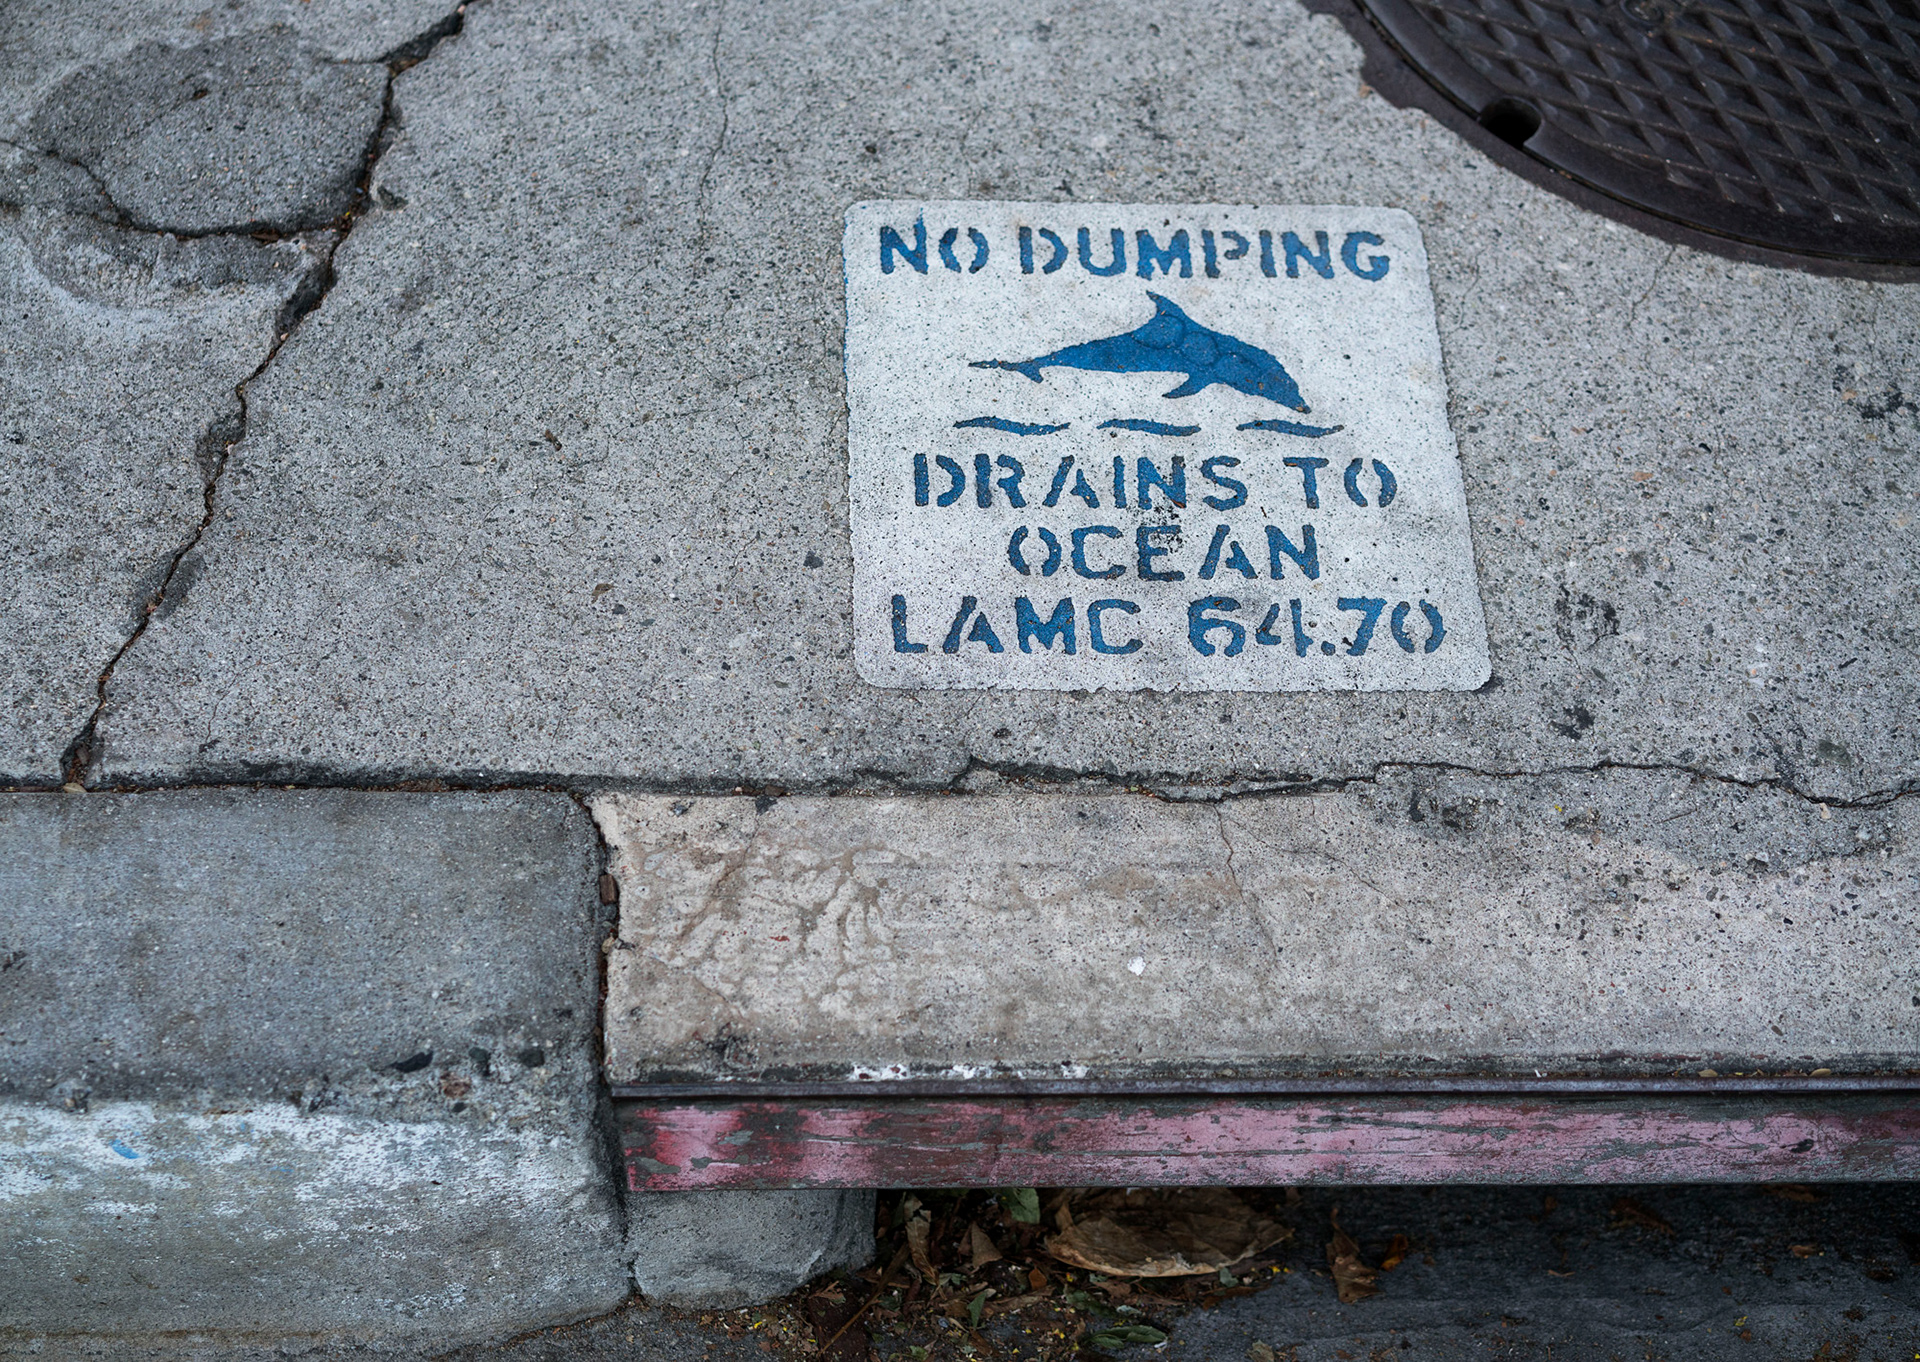 NO DUMPING
DRAINS TO
OCEAN
LAMC 64.70